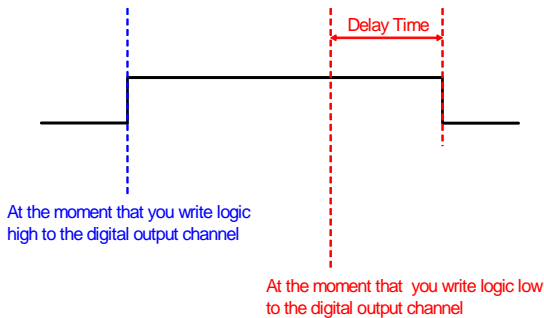 Delay Time
At the moment that you write logic
high to the digital output channel
At the moment that you write logic low
to the digital output channel